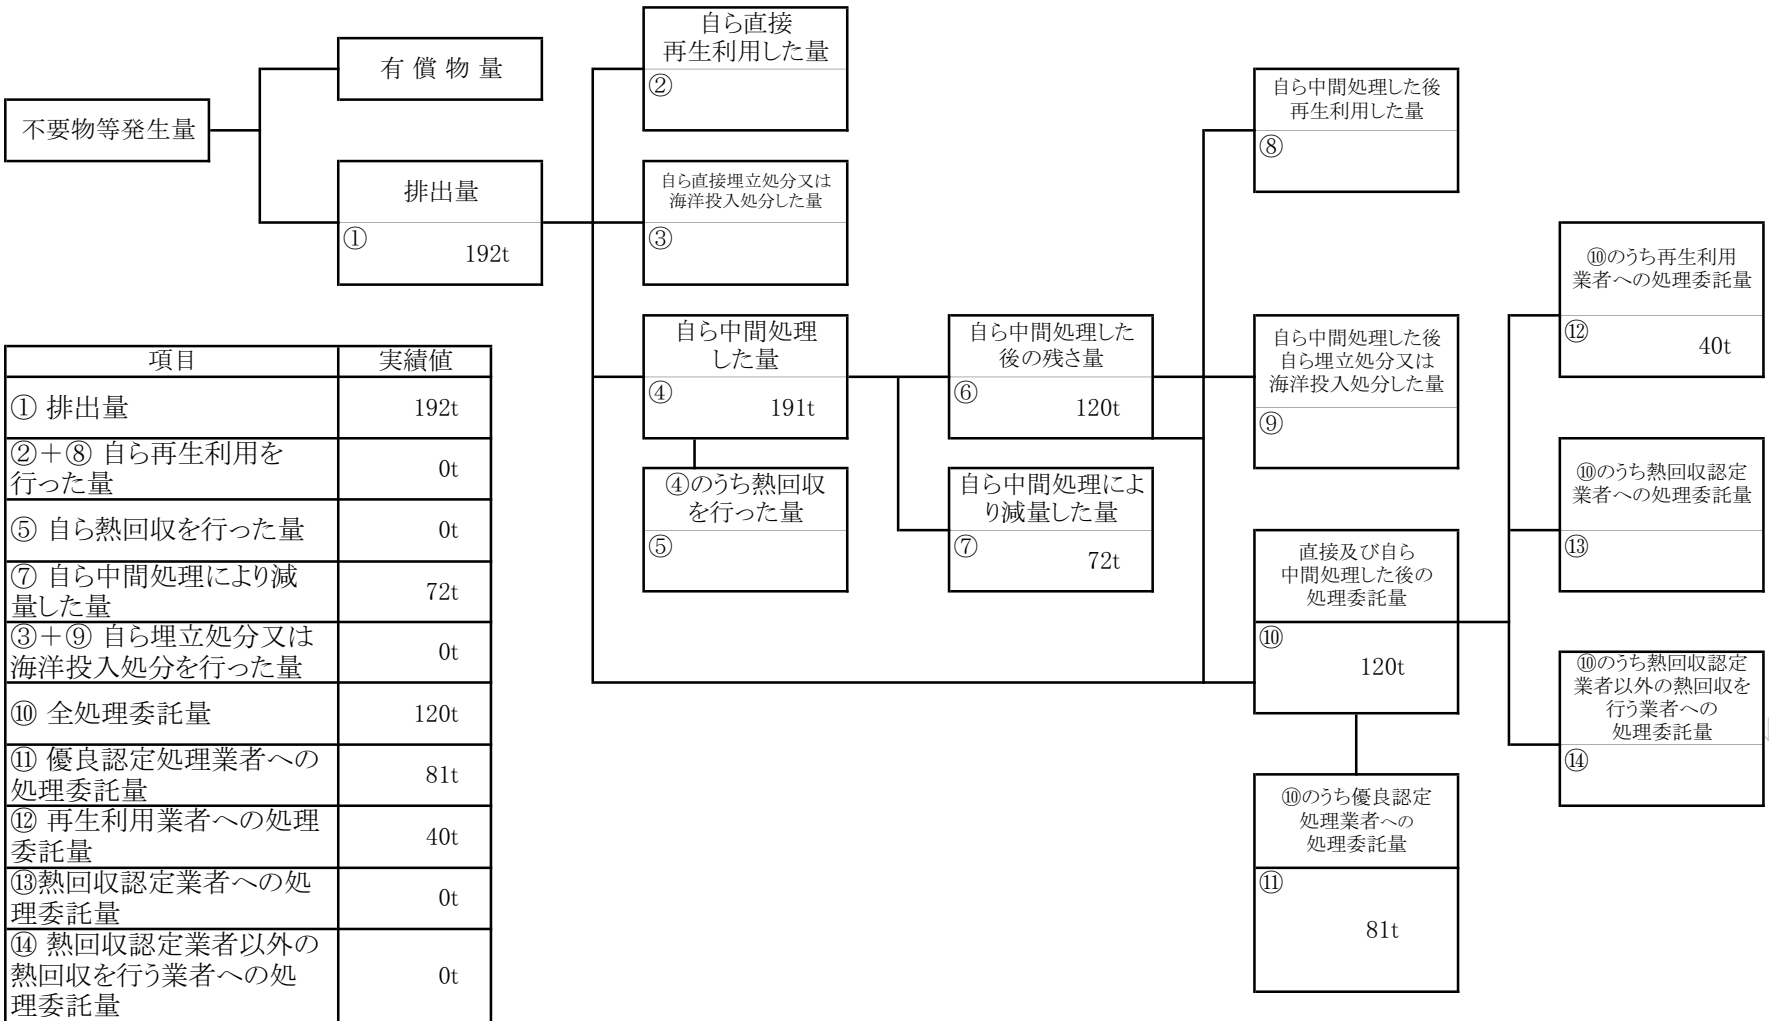 不要物等発生量
有 償 物 量
排出量
①
192t
自ら直接
再生利用した量
②
自ら直接埋立処分又は
海洋投入処分した量
③
自ら中間処理
した量
④
191t
④のうち熱回収
を行った量
⑤
自ら中間処理した
後の残さ量
⑥
120t
自ら中間処理によ
り減量した量
⑦
72t
自ら中間処理した後
再生利用した量
⑧
自ら中間処理した後
自ら埋立処分又は
海洋投入処分した量
⑨
直接及び自ら
中間処理した後の
処理委託量
⑩
120t
⑩のうち優良認定
処理業者への
処理委託量
⑪
81t
⑩のうち再生利用
業者への処理委託量
⑫
40t
⑩のうち熱回収認定
業者への処理委託量
⑬
⑩のうち熱回収認定
業者以外の熱回収を
行う業者への
処理委託量
⑭
項目 実績値
① 排出量 192t
②＋⑧ 自ら再生利用を
行った量 0t
⑤ 自ら熱回収を行った量 0t
⑦ 自ら中間処理により減
量した量 72t
③＋⑨ 自ら埋立処分又は
海洋投入処分を行った量 0t
⑩ 全処理委託量 120t
⑪ 優良認定処理業者への
処理委託量 81t
⑫ 再生利用業者への処理
委託量 40t
⑬熱回収認定業者への処
理委託量 0t
⑭ 熱回収認定業者以外の
熱回収を行う業者への処
理委託量 0t